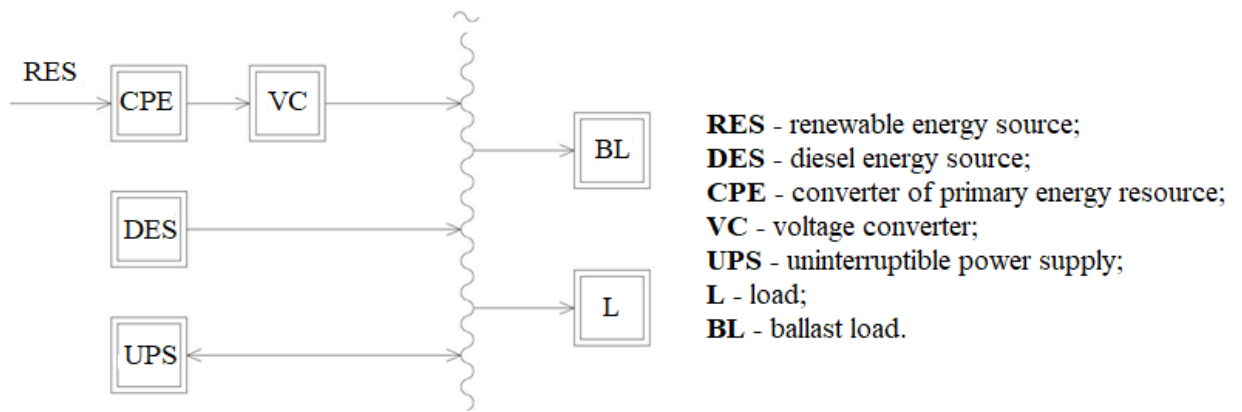 RES
CPE
VC
BL
DES
L
UPS
RES - renewable energy source;
DES - diesel energy source;
CPE - converter of primary energy resource;
VC - voltage converter;
UPS - uninterruptible power supply;
L - load;
BL - ballast load.